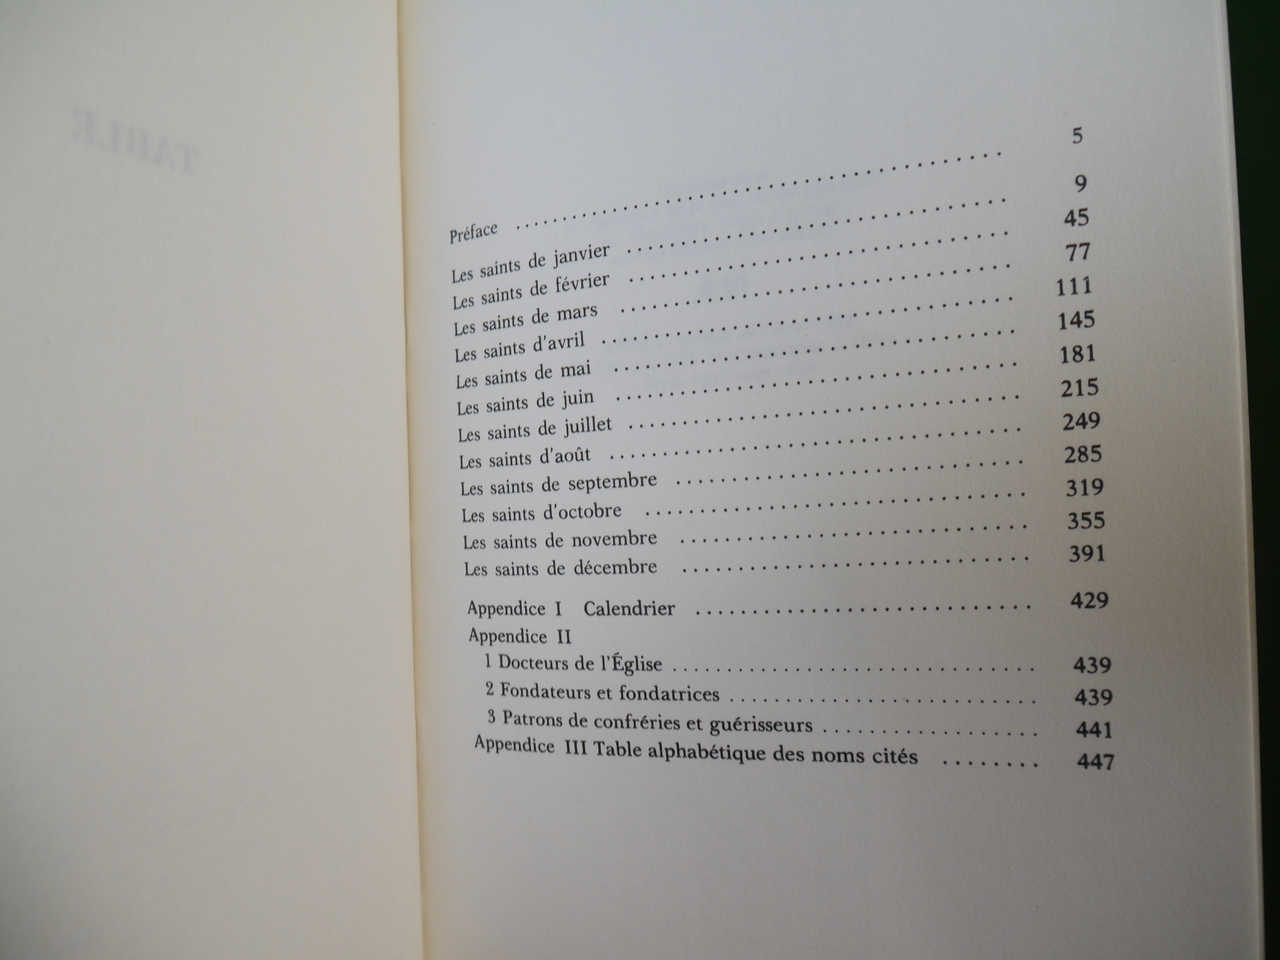 TABLE
Préface .......... 5
Les saints de janvier .......... 9
Les saints de février .......... 45
Les saints de mars .......... 77
Les saints d'avril .......... 111
Les saints de mai .......... 145
Les saints de juin .......... 181
Les saints de juillet .......... 215
Les saints d'août .......... 249
Les saints de septembre .......... 285
Les saints d'octobre .......... 319
Les saints de novembre .......... 355
Les saints de décembre .......... 391
Appendice I Calendrier .......... 429
Appendice II
1 Docteurs de l'Église .......... 439
2 Fondateurs et fondatrices .......... 439
3 Patrons de confréries et guérisseurs .......... 441
Appendice III Table alphabétique des noms cités .......... 447